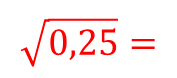 √0,25 =